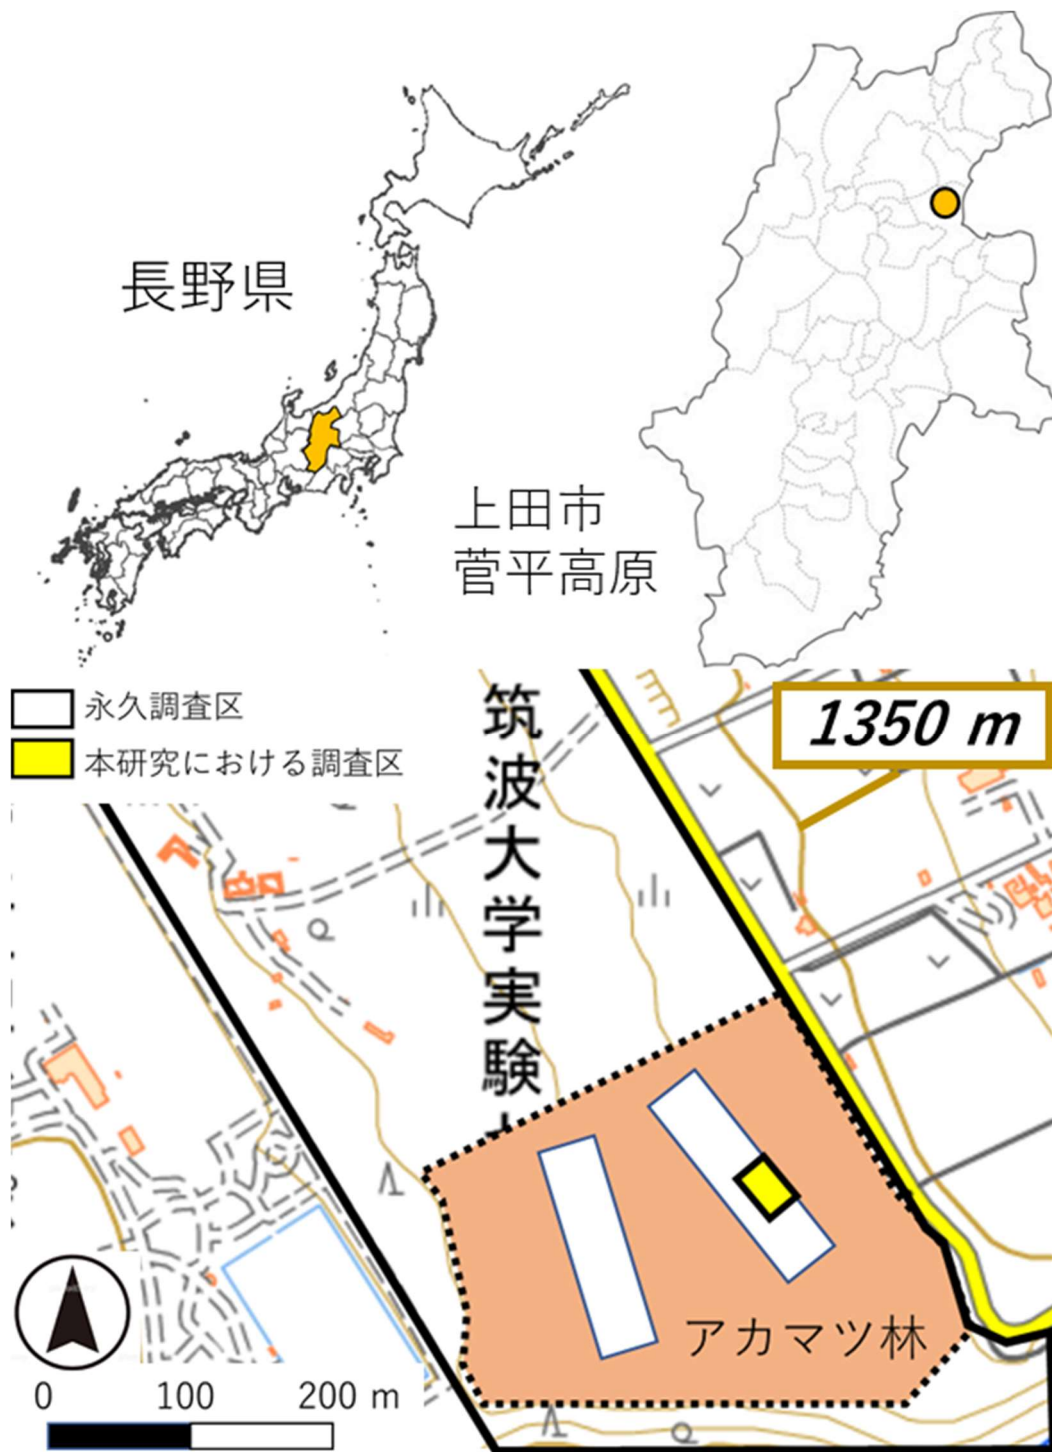 長野県
上田市
菅平高原
永久調査区
本研究における調査区
1350 m
筑波大学実験
アカマツ林
0 100 200 m